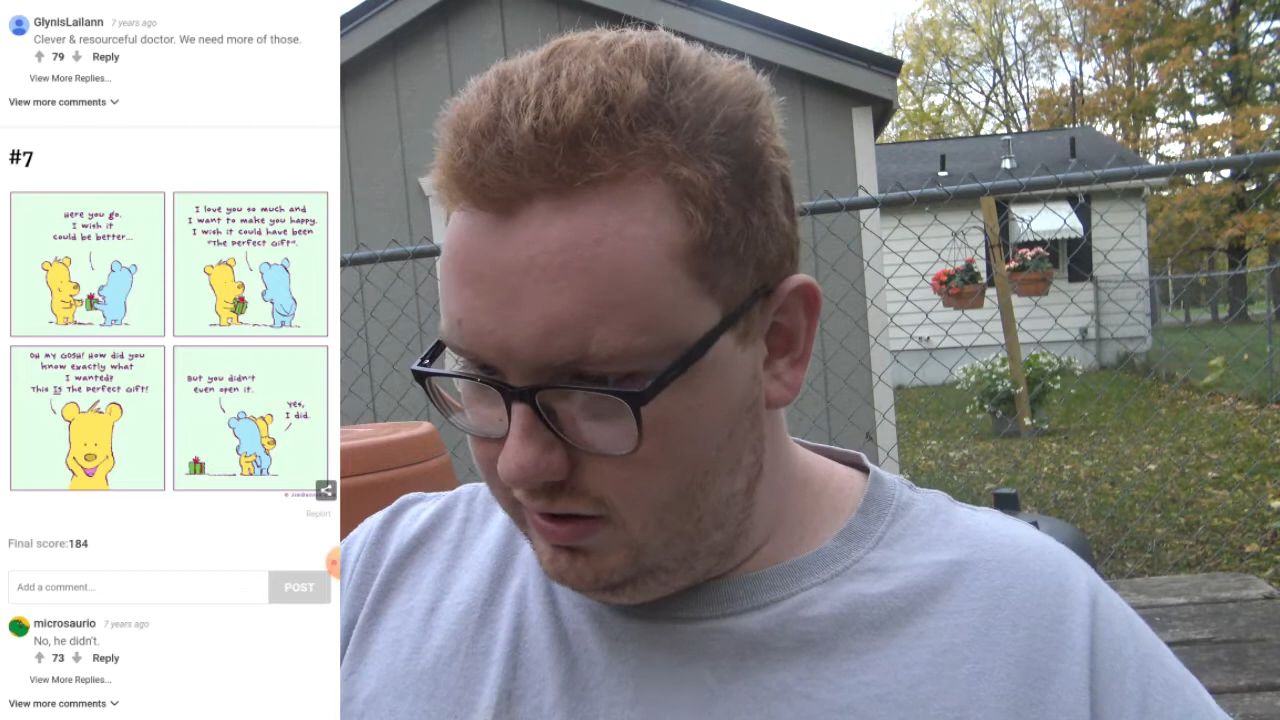 GlynisLailann 7 years ago
Clever & resourceful doctor. We need more of those.
79 Reply
View More Replies...
View more comments
#7
Here you go.
I wish it
could be better...
I love you so much and
I want to make you happy.
I wish it could have been
"The Perfect Gift".
OH MY GOSH! How did you
know exactly what
I wanted?
This Is The Perfect Gift!
But you didn't
even open it.
Yes,
I did.
Report
Final score:184
Add a comment...
POST
microsaurio 7 years ago
No, he didn't.
73 Reply
View More Replies...
View more comments